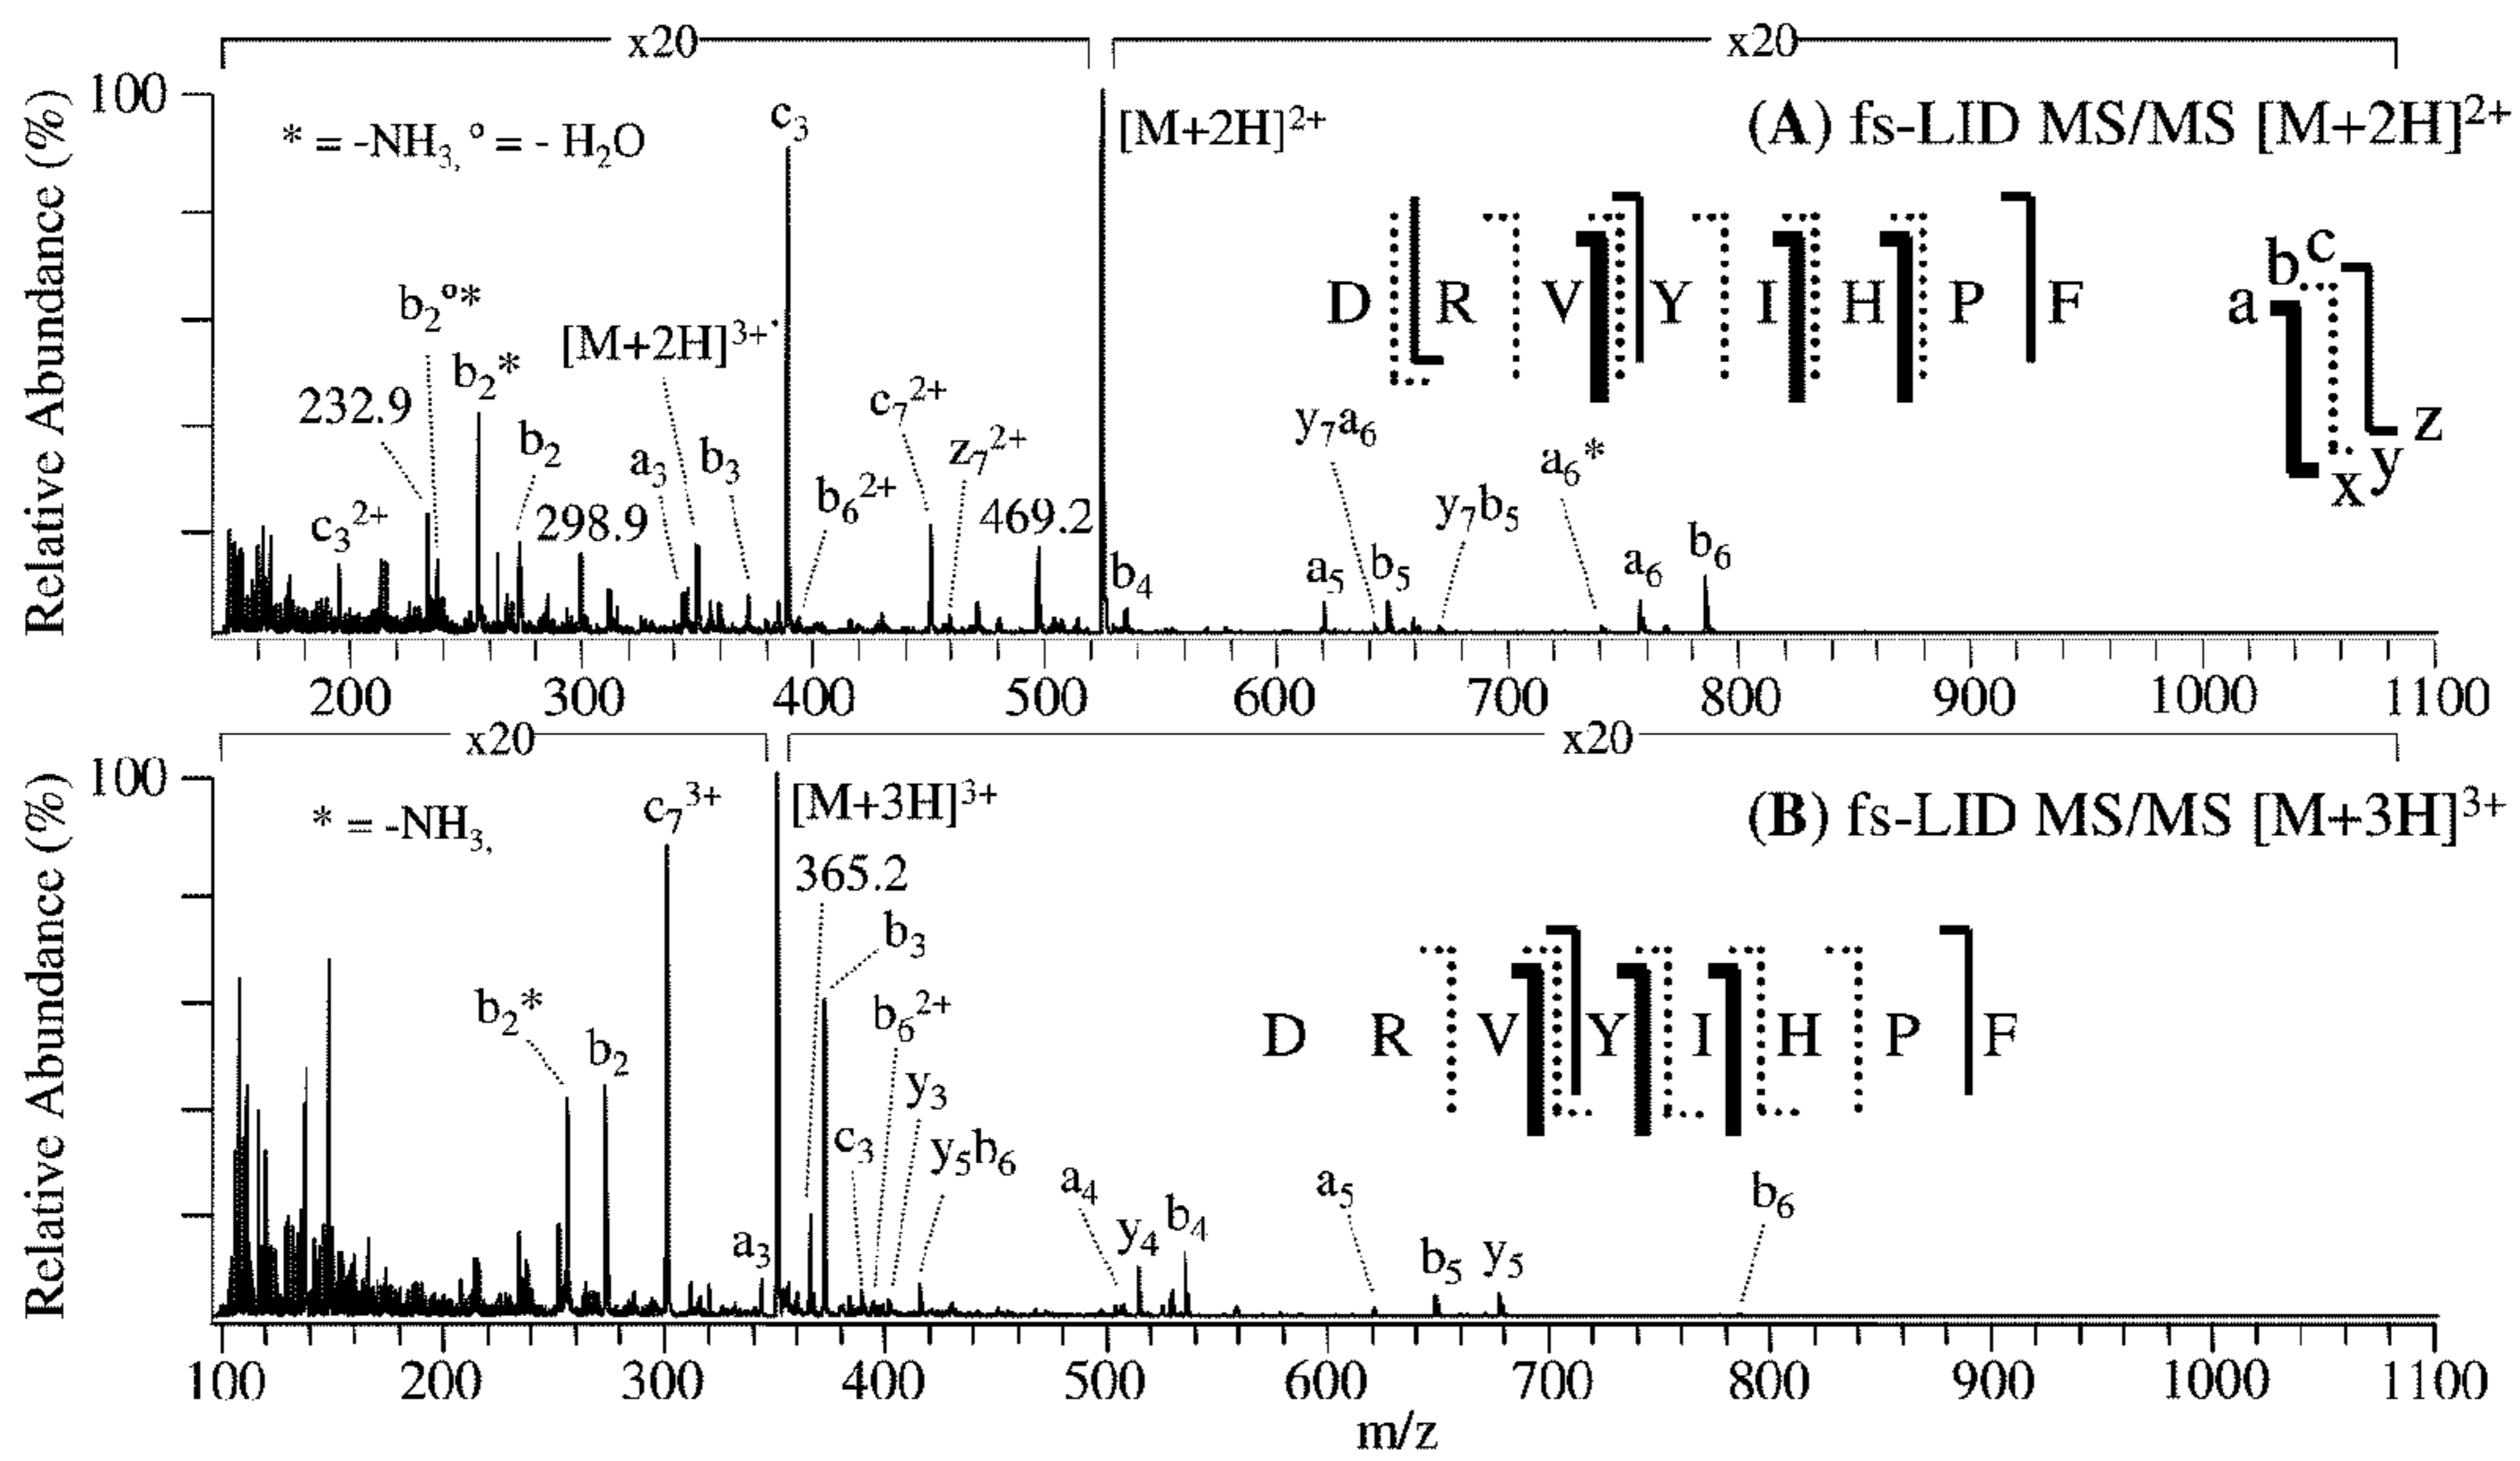 x20 x20
Relative Abundance (%)
100
* = -NH3, º = - H2O
c3
[M+2H]2+
(A) fs-LID MS/MS [M+2H]2+
D R V Y I H P F
a b c
x y z
232.9
b2º*
b2*
b2
c3 2+
298.9
[M+2H]3+·
a3
b3
b6 2+
c7 2+
z7 2+
469.2
b4
y7a6
a5
b5
y7b5
a6*
a6
b6
200 300 400 500 600 700 800 900 1000 1100
x20 x20
Relative Abundance (%)
100
* = -NH3,
c7 3+
[M+3H]3+
(B) fs-LID MS/MS [M+3H]3+
D R V Y I H P F
365.2
b3
b2*
b2
b6 2+
y3
c3
y5b6
a3
a4
y4
b4
a5
b5
y5
b6
100 200 300 400 500 600 700 800 900 1000 1100
m/z